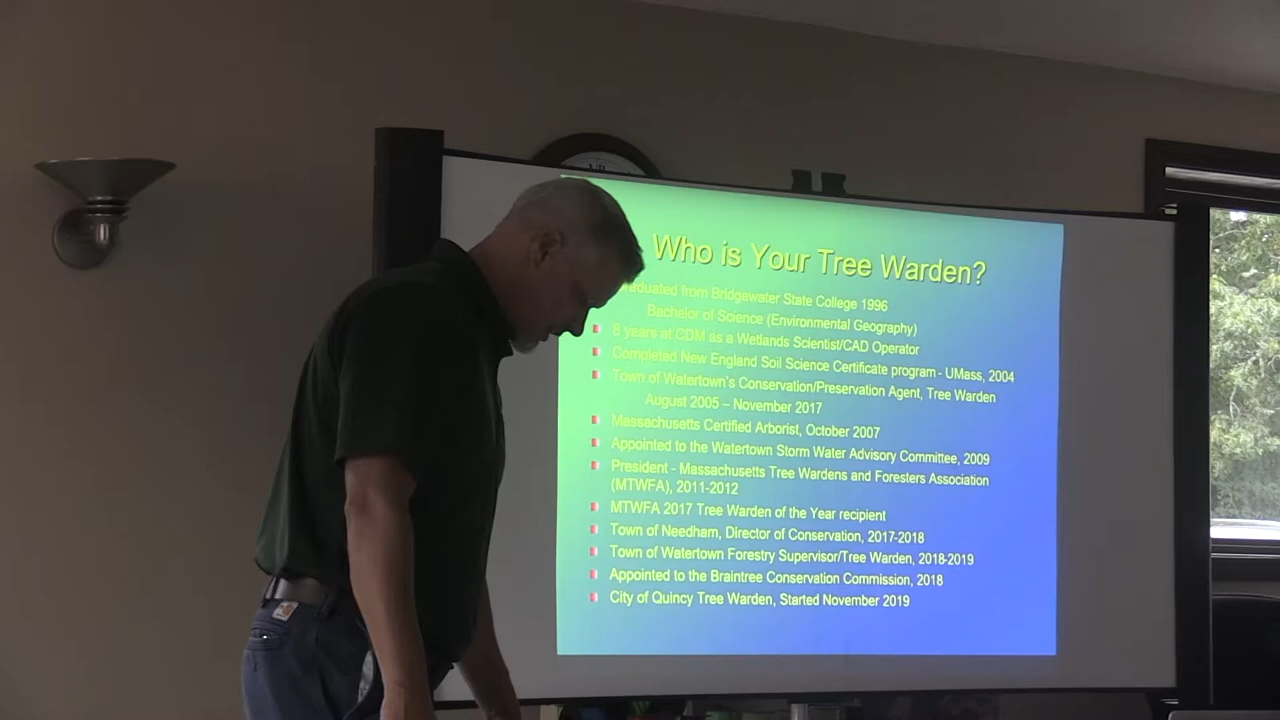 Who is Your Tree Warden?
Graduated from Bridgewater State College 1996
Bachelor of Science (Environmental Geography)
8 years at CDM as a Wetlands Scientist/CAD Operator
Completed New England Soil Science Certificate program - UMass, 2004
Town of Watertown's Conservation/Preservation Agent, Tree Warden
August 2005 – November 2017
Massachusetts Certified Arborist, October 2007
Appointed to the Watertown Storm Water Advisory Committee, 2009
President - Massachusetts Tree Wardens and Foresters Association
(MTWFA), 2011-2012
MTWFA 2017 Tree Warden of the Year recipient
Town of Needham, Director of Conservation, 2017-2018
Town of Watertown Forestry Supervisor/Tree Warden, 2018-2019
Appointed to the Braintree Conservation Commission, 2018
City of Quincy Tree Warden, Started November 2019